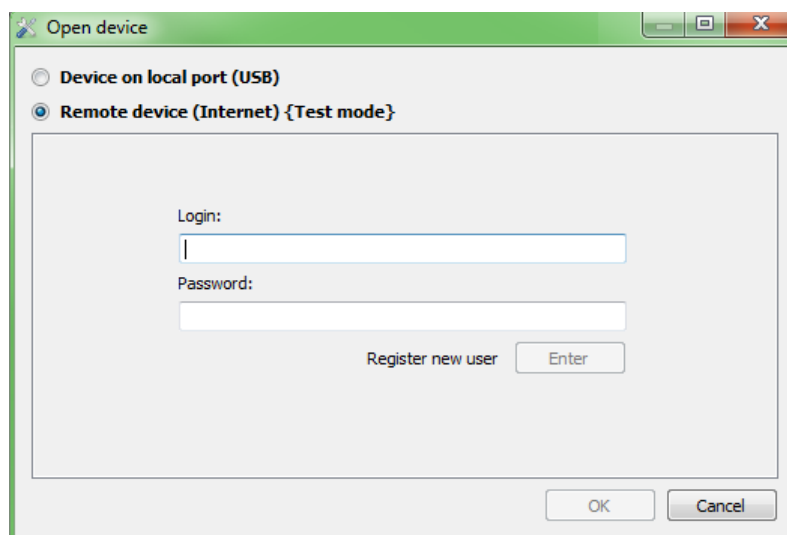 Open device
Device on local port (USB)
Remote device (Internet) {Test mode}
Login:
Password:
Register new user Enter
OK Cancel